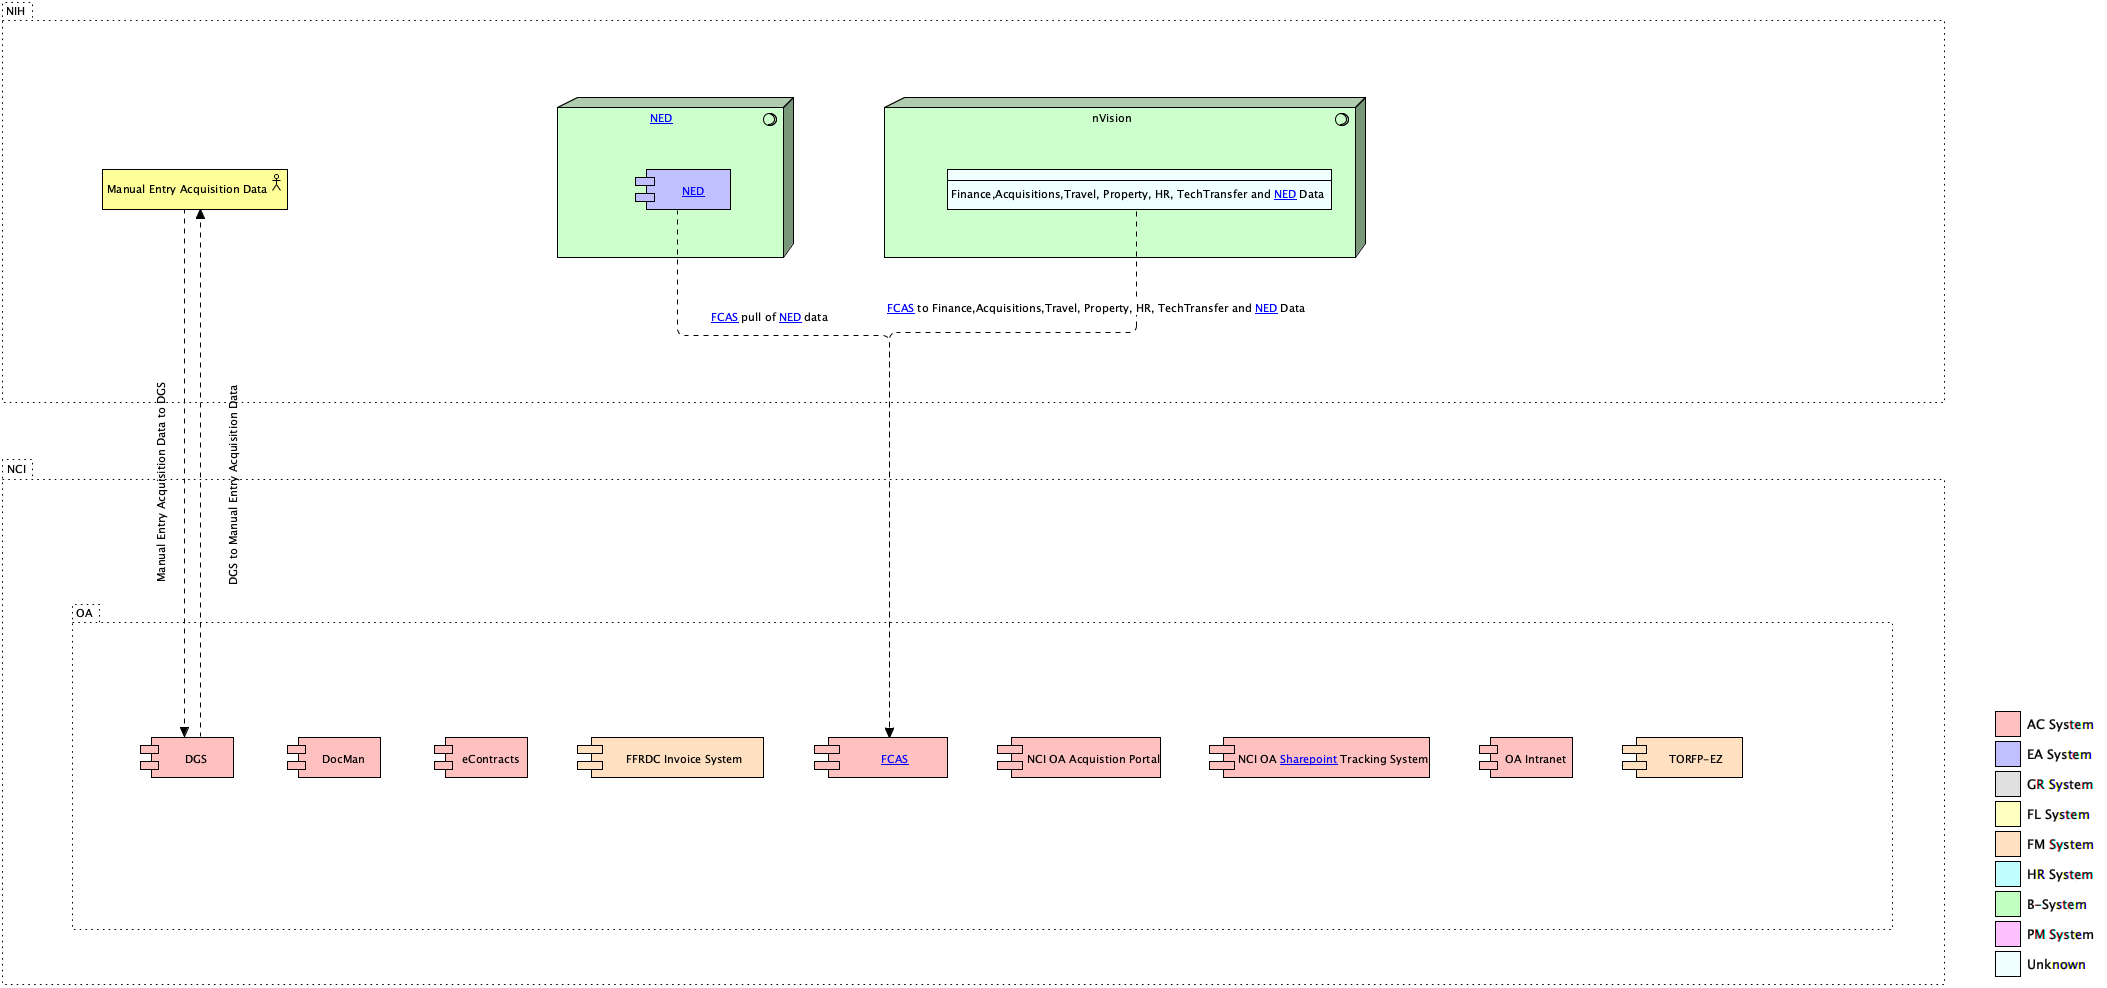 NIH
NED
nVision
Manual Entry Acquisition Data
NED
Finance,Acquisitions,Travel, Property, HR, TechTransfer and NED Data
FCAS pull of NED data
FCAS to Finance,Acquisitions,Travel, Property, HR, TechTransfer and NED Data
Manual Entry Acquisition Data to DGS
DGS to Manual Entry Acquisition Data
NCI
OA
DGS
DocMan
eContracts
FFRDC Invoice System
FCAS
NCI OA Acquistion Portal
NCI OA Sharepoint Tracking System
OA Intranet
TORFP-EZ
AC System
EA System
GR System
FL System
FM System
HR System
B-System
PM System
Unknown